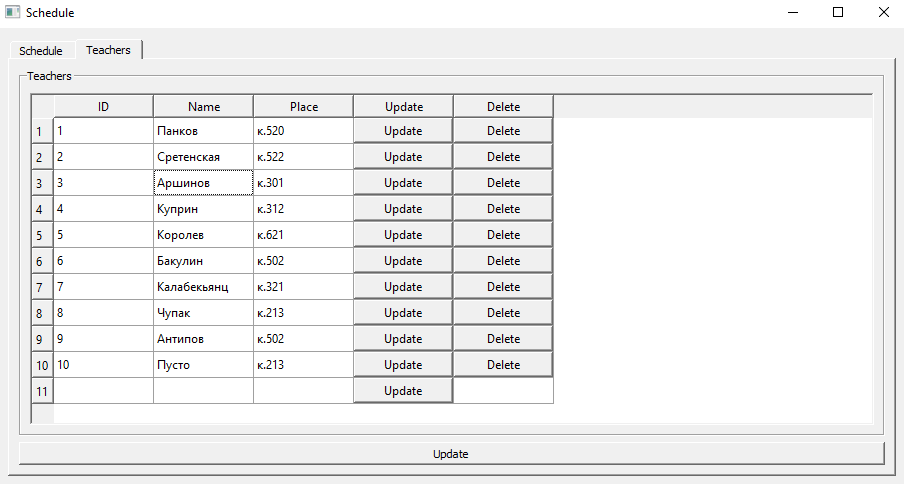 Schedule
Schedule Teachers
Teachers
ID Name Place Update Delete
1 1 Панков к.520 Update Delete
2 2 Сретенская к.522 Update Delete
3 3 Аршинов к.301 Update Delete
4 4 Куприн к.312 Update Delete
5 5 Королев к.621 Update Delete
6 6 Бакулин к.502 Update Delete
7 7 Калабекьянц к.321 Update Delete
8 8 Чупак к.213 Update Delete
9 9 Антипов к.502 Update Delete
10 10 Пусто к.213 Update Delete
11 Update
Update